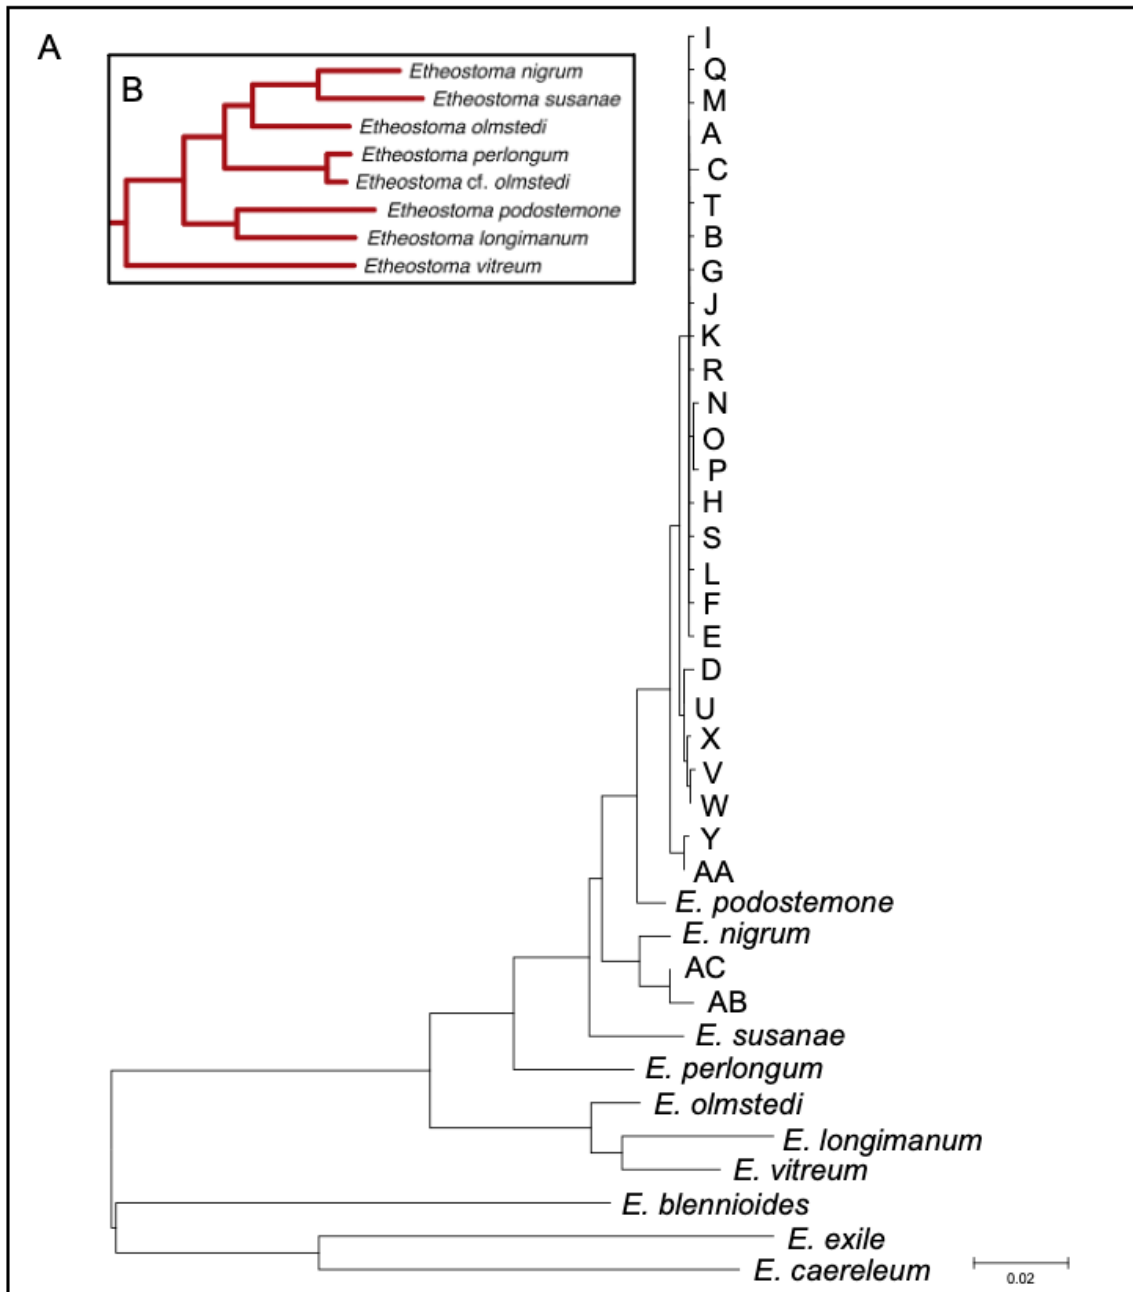 A
B
Etheostoma nigrum
Etheostoma susanae
Etheostoma olmstedi
Etheostoma perlongum
Etheostoma cf. olmstedi
Etheostoma podostemone
Etheostoma longimanum
Etheostoma vitreum
I
Q
M
A
C
T
B
G
J
K
R
N
O
P
H
S
L
F
E
D
U
X
V
W
Y
AA
E. podostemone
E. nigrum
AC
AB
E. susanae
E. perlongum
E. olmstedi
E. longimanum
E. vitreum
E. blennioides
E. exile
E. caereleum
0.02